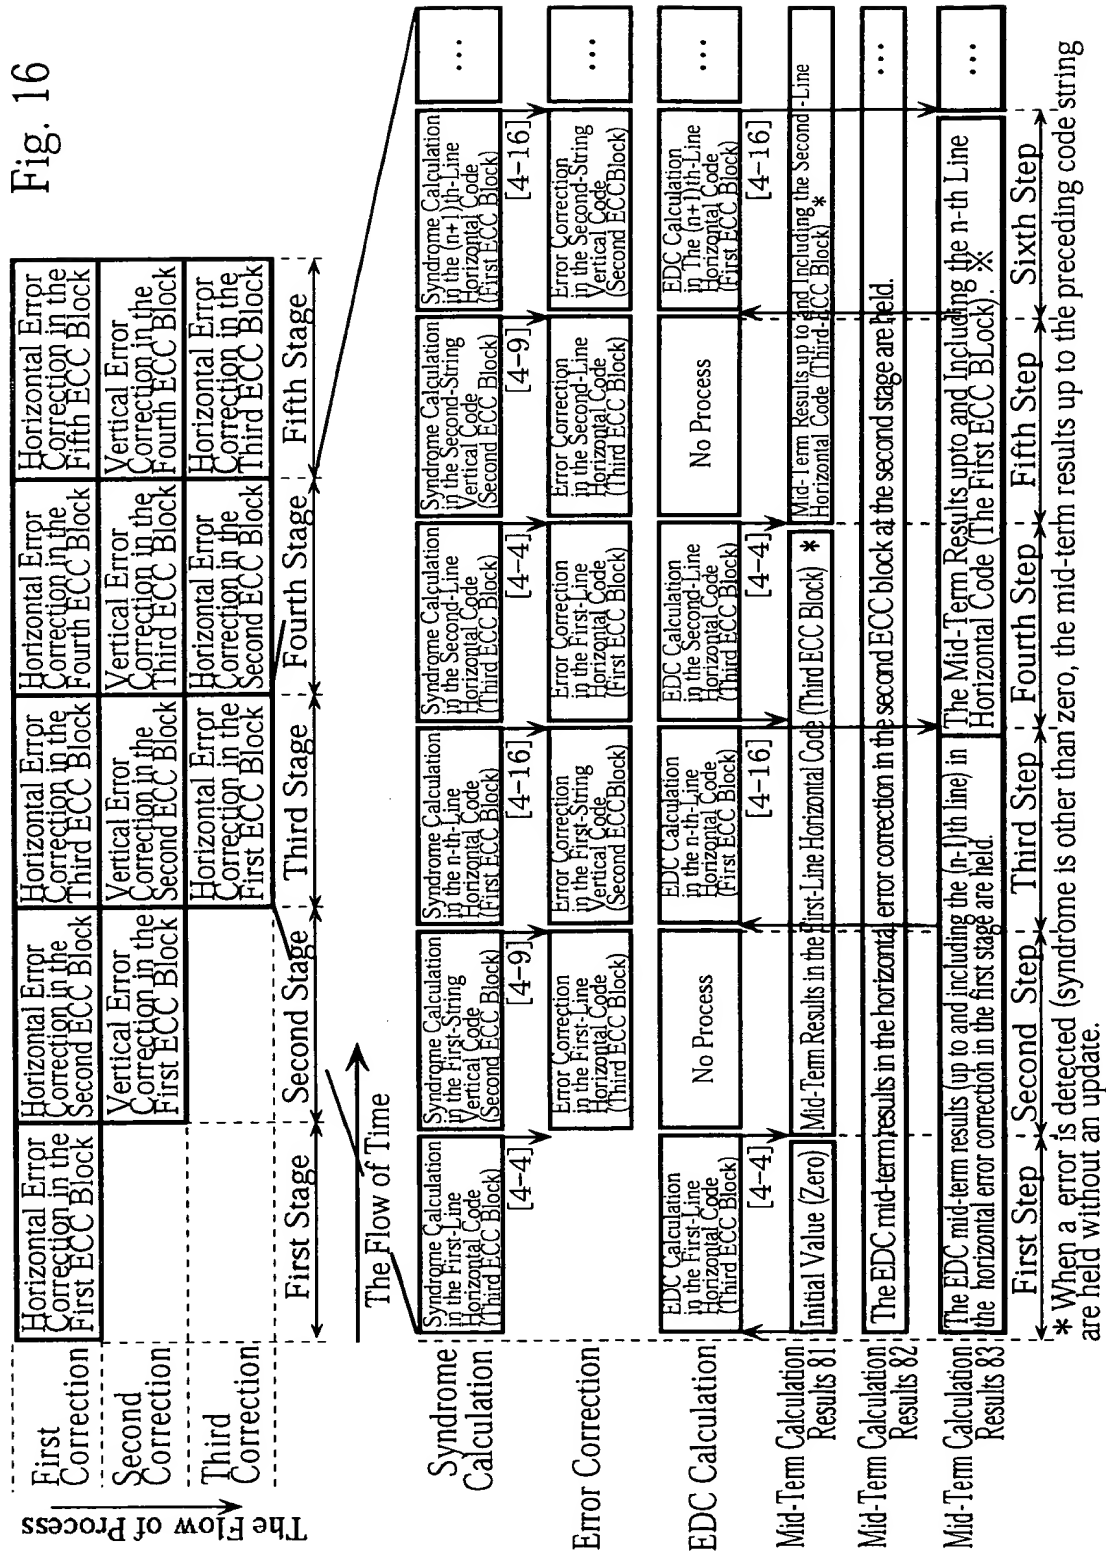 Fig. 16
The Flow of Process
First
Correction
Second
Correction
Third
Correction
Horizontal Error
Correction in the
First ECC Block
Horizontal Error
Correction in the
Second ECC Block
Horizontal Error
Correction in the
Third ECC Block
Horizontal Error
Correction in the
Fourth ECC Block
Horizontal Error
Correction in the
Fifth ECC Block
Vertical Error
Correction in the
First ECC Block
Vertical Error
Correction in the
Second ECC Block
Vertical Error
Correction in the
Third ECC Block
Vertical Error
Correction in the
Fourth ECC Block
Horizontal Error
Correction in the
First ECC Block
Horizontal Error
Correction in the
Second ECC Block
Horizontal Error
Correction in the
Third ECC Block
First Stage
Second Stage
Third Stage
Fourth Stage
Fifth Stage
The Flow of Time
Syndrome
Calculation
Syndrome Calculation
in the First-Line
Horizontal Code
(Third ECC Block)
[4-4]
Syndrome Calculation
in the First-String
Vertical Code
(Second ECC Block)
[4-9]
Syndrome Calculation
in the n-th-Line
Horizontal Code
(First ECC Block)
[4-16]
Syndrome Calculation
in the Second-Line
Horizontal Code
(Third ECC Block)
[4-4]
Syndrome Calculation
in the Second-String
Vertical Code
(Second ECC Block)
[4-9]
Syndrome Calculation
in the (n+1)th-Line
Horizontal Code
(First ECC Block)
[4-16]
...
Error Correction
Error Correction
in the First-Line
Horizontal Code
(Third ECC Block)
Error Correction
in the First-String
Vertical Code
(Second ECCBlock)
Error Correction
in the First-Line
Horizontal Code
(First ECC Block)
Error Correction
in the Second-Line
Horizontal Code
(Third ECC Block)
Error Correction
in the Second-String
Vertical Code
(Second ECCBlock)
...
EDC Calculation
EDC Calculation
in the First-Line
Horizontal Code
(Third ECC Block)
[4-4]
No Process
EDC Calculation
in the n-th-Line
Horizontal Code
(First ECC Block)
[4-16]
EDC Calculation
in the Second-Line
Horizontal Code
(Third ECC Block)
[4-4]
No Process
EDC Calculation
in The (n+1)th-Line
Horizontal Code
(First ECC Block)
[4-16]
...
Mid-Term Calculation
Results 81
Initial Value (Zero)
Mid-Term Results in the First-Line Horizontal Code (Third ECC Block) *
Mid-Term Results up to and Including the Second-Line
Horizontal Code (Third-ECC Block) *
Mid-Term Calculation
Results 82
The EDC mid-term results in the horizontal error correction in the second ECC block at the second stage are held.
...
Mid-Term Calculation
Results 83
The EDC mid-term results (up to and including the (n-1)th line) in
the horizontal error correction in the first stage are held.
The Mid-Term Results upto and Including the n-th Line
Horizontal Code (The First ECC BLock). ※
...
First Step
Second Step
Third Step
Fourth Step
Fifth Step
Sixth Step
* When a error is detected (syndrome is other than zero, the mid-term results up to the preceding code string
are held without an update.